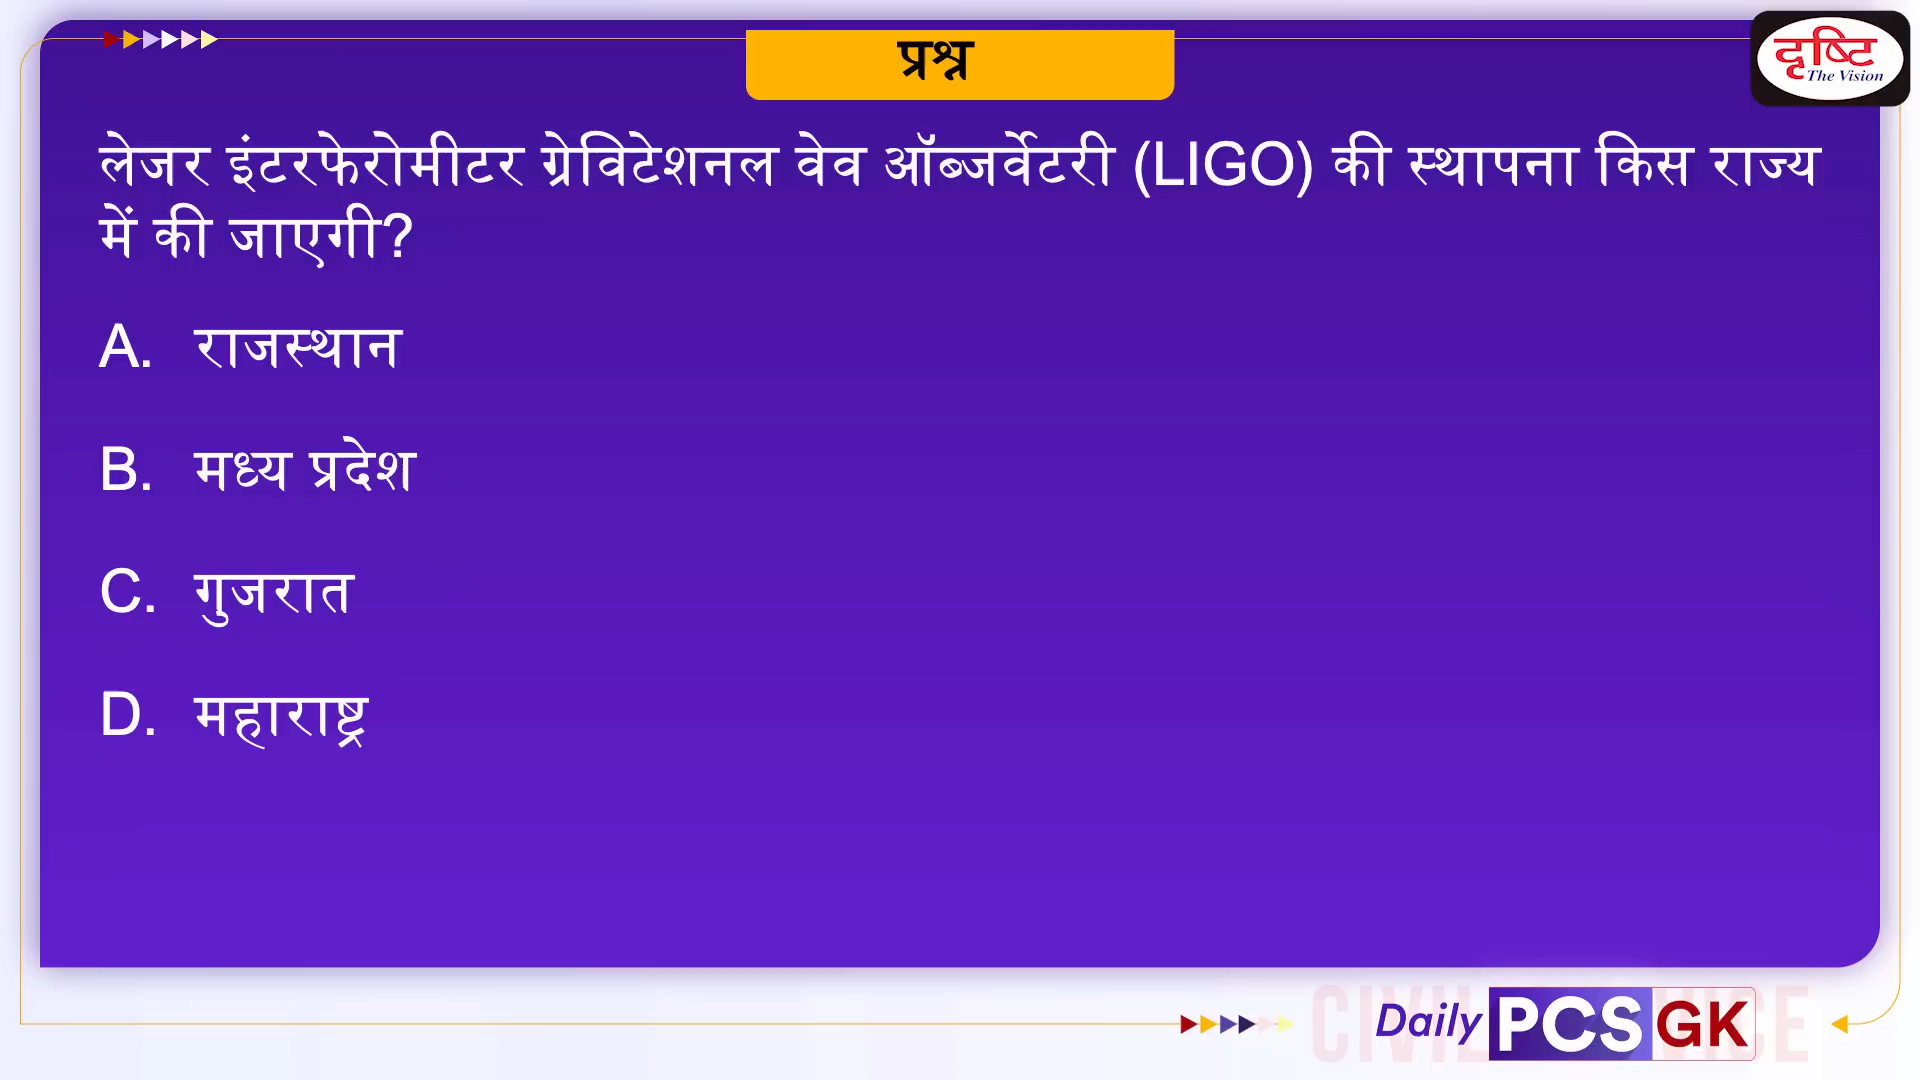 प्रश्न
दृष्टि
The Vision
लेजर इंटरफेरोमीटर ग्रेविटेशनल वेव ऑब्जर्वेटरी (LIGO) की स्थापना किस राज्य
में की जाएगी?
A. राजस्थान
B. मध्य प्रदेश
C. गुजरात
D. महाराष्ट्र
Daily PCS GK